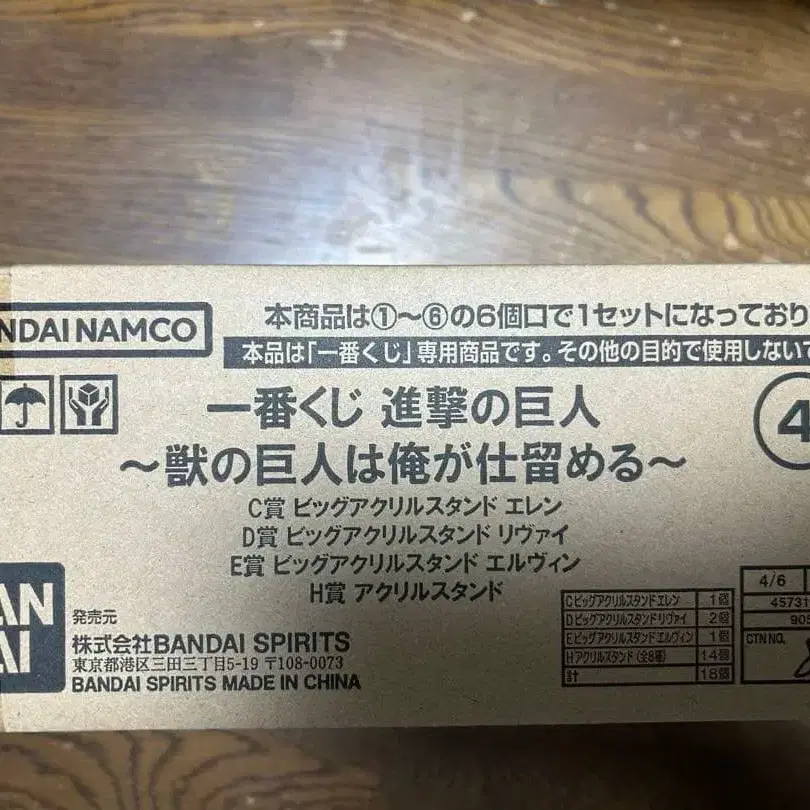 NDAI NAMCO
本商品は①～⑥の6個口で1セットになっており
本品は「一番くじ」専用商品です。その他の目的で使用しない
一番くじ 進撃の巨人
～獣の巨人は俺が仕留める～
4
C賞 ビッグアクリルスタンド エレン
D賞 ビッグアクリルスタンド リヴァイ
E賞 ビッグアクリルスタンド エルヴィン
H賞 アクリルスタンド
AN
AI
発売元
株式会社BANDAI SPIRITS
東京都港区三田三丁目5-19 〒108-0073
BANDAI SPIRITS MADE IN CHINA
Cビッグアクリルスタンドエレン 1個
Dビッグアクリルスタンドリヴァイ 2個
Eビッグアクリルスタンドエルヴィン 1個
Hアクリルスタンド(全8種) 14個
計 18個
4/6
45731
905
CTN NO.